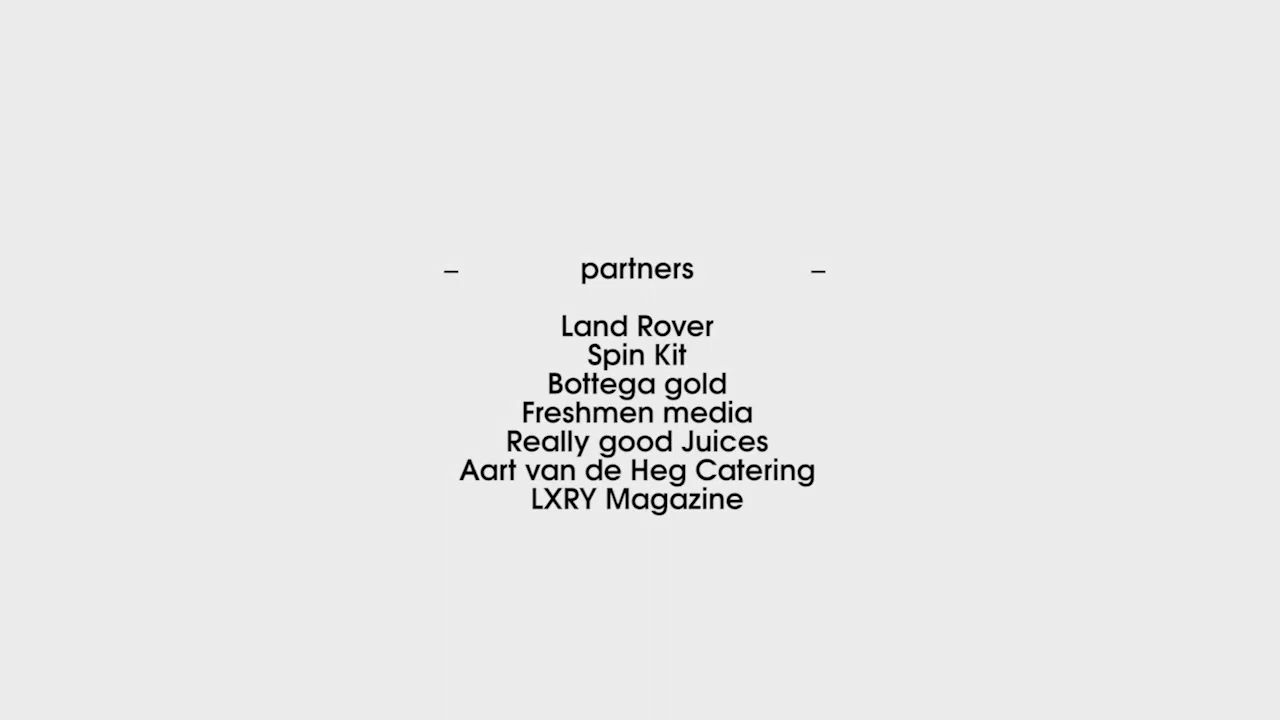 – partners –
Land Rover
Spin Kit
Bottega gold
Freshmen media
Really good Juices
Aart van de Heg Catering
LXRY Magazine